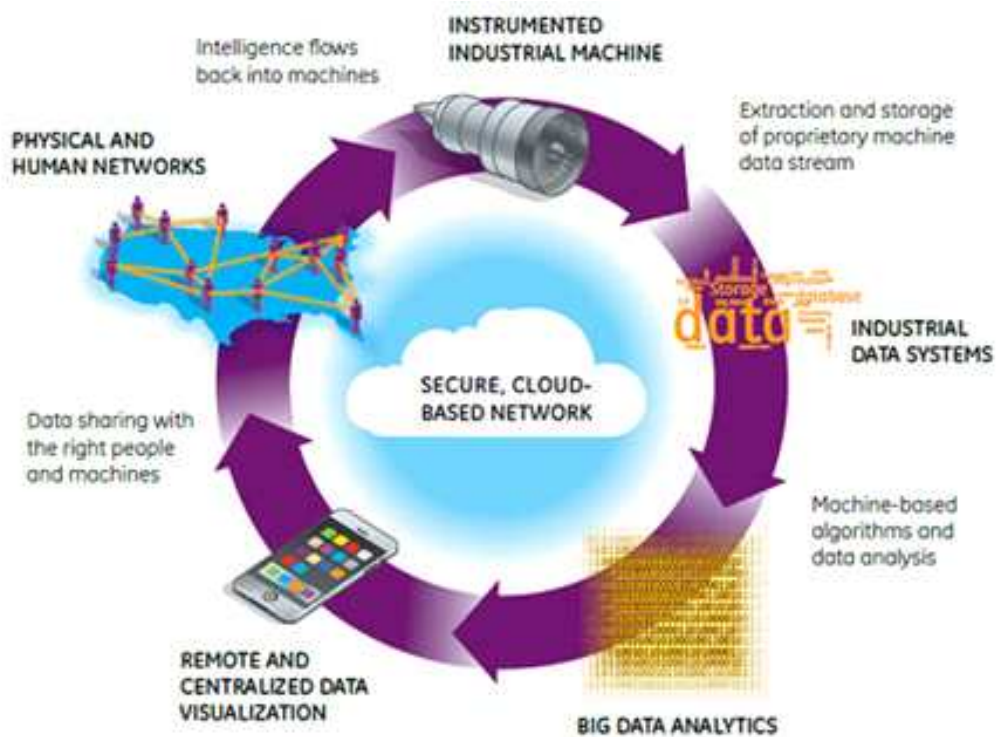 INSTRUMENTED
INDUSTRIAL MACHINE
Intelligence flows
back into machines
Extraction and storage
of proprietary machine
data stream
PHYSICAL AND
HUMAN NETWORKS
Storage
database
data
INDUSTRIAL
DATA SYSTEMS
SECURE, CLOUD-
BASED NETWORK
Data sharing with
the right people
and machines
Machine-based
algorithms and
data analysis
REMOTE AND
CENTRALIZED DATA
VISUALIZATION
BIG DATA ANALYTICS